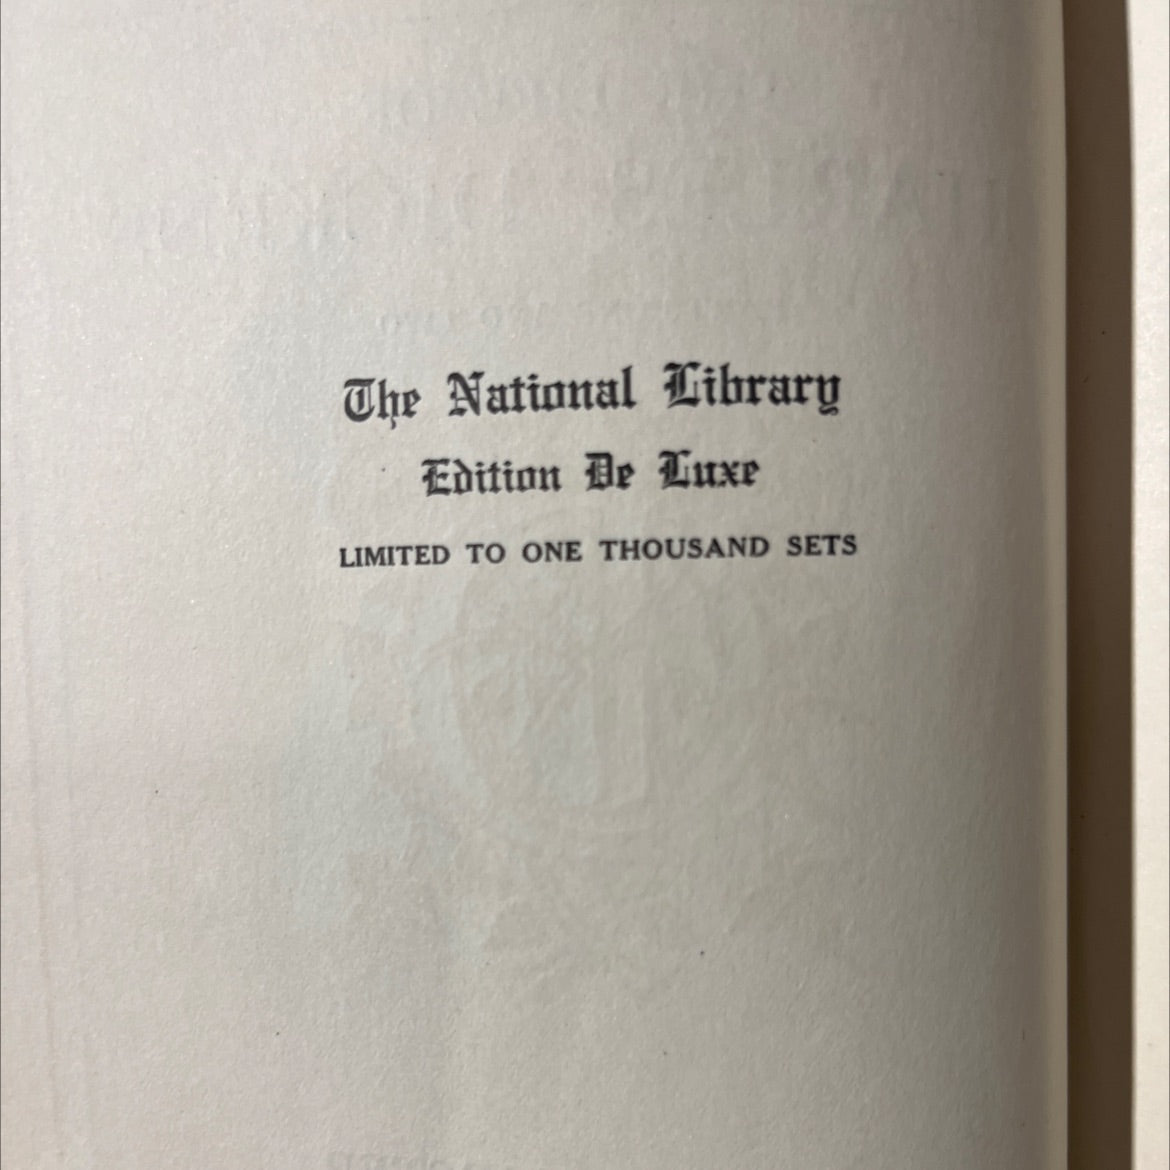 The National Library
Edition De Luxe
LIMITED TO ONE THOUSAND SETS